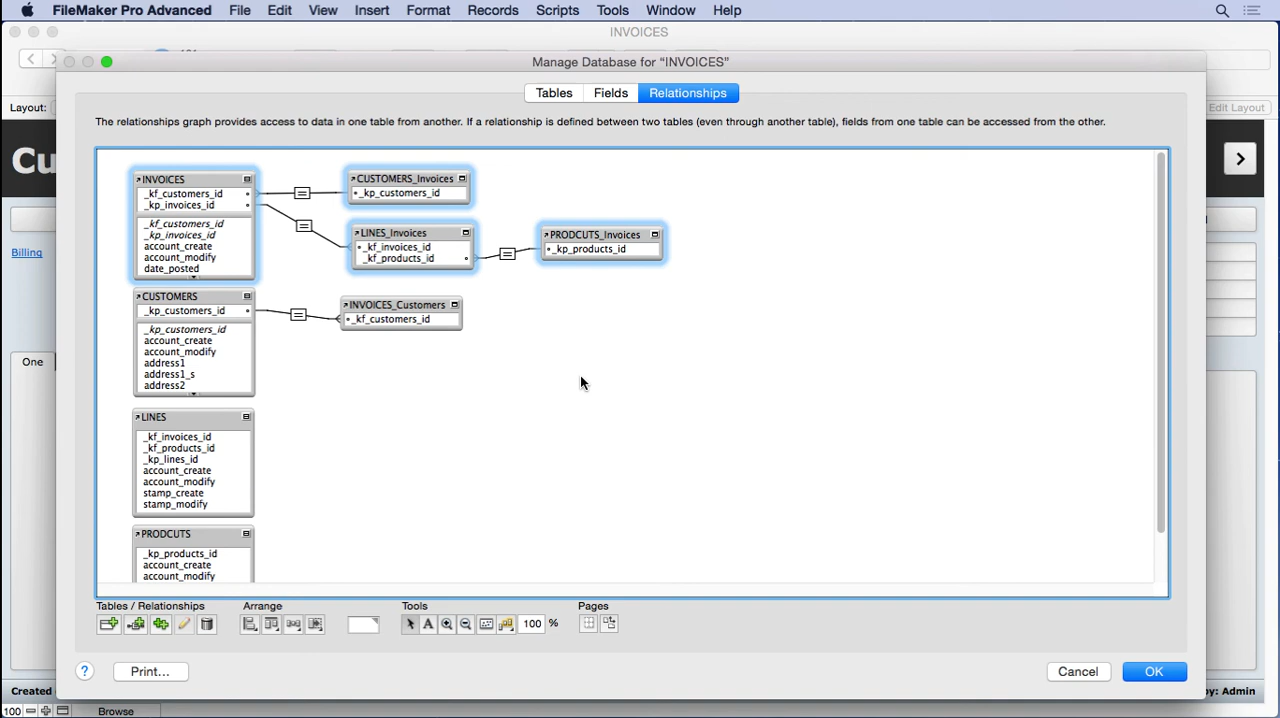 FileMaker Pro Advanced File Edit View Insert Format Records Scripts Tools Window Help
INVOICES
Manage Database for “INVOICES”
Tables Fields Relationships
Layout:
Edit Layout
The relationships graph provides access to data in one table from another. If a relationship is defined between two tables (even through another table), fields from one table can be accessed from the other.
Cu
Billing
One
INVOICES
_kf_customers_id
_kp_invoices_id
_kf_customers_id
_kp_invoices_id
account_create
account_modify
date_posted
CUSTOMERS_Invoices
_kp_customers_id
LINES_Invoices
_kf_invoices_id
_kf_products_id
PRODCUTS_Invoices
_kp_products_id
CUSTOMERS
_kp_customers_id
_kp_customers_id
account_create
account_modify
address1
address1_s
address2
INVOICES_Customers
_kf_customers_id
LINES
_kf_invoices_id
_kf_products_id
_kp_lines_id
account_create
account_modify
stamp_create
stamp_modify
PRODCUTS
_kp_products_id
account_create
account_modify
Tables / Relationships Arrange Tools Pages
A 100 %
? Print... Cancel OK
Created
by: Admin
100 Browse